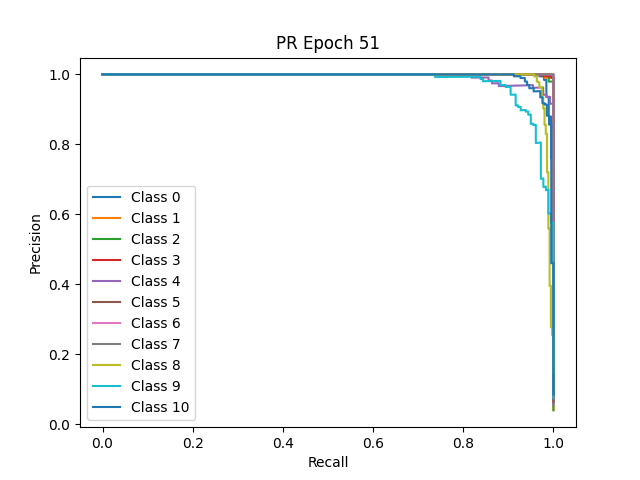 PR Epoch 51
Precision
1.0
0.8
0.6
0.4
0.2
0.0
Class 0
Class 1
Class 2
Class 3
Class 4
Class 5
Class 6
Class 7
Class 8
Class 9
Class 10
0.0 0.2 0.4 0.6 0.8 1.0
Recall